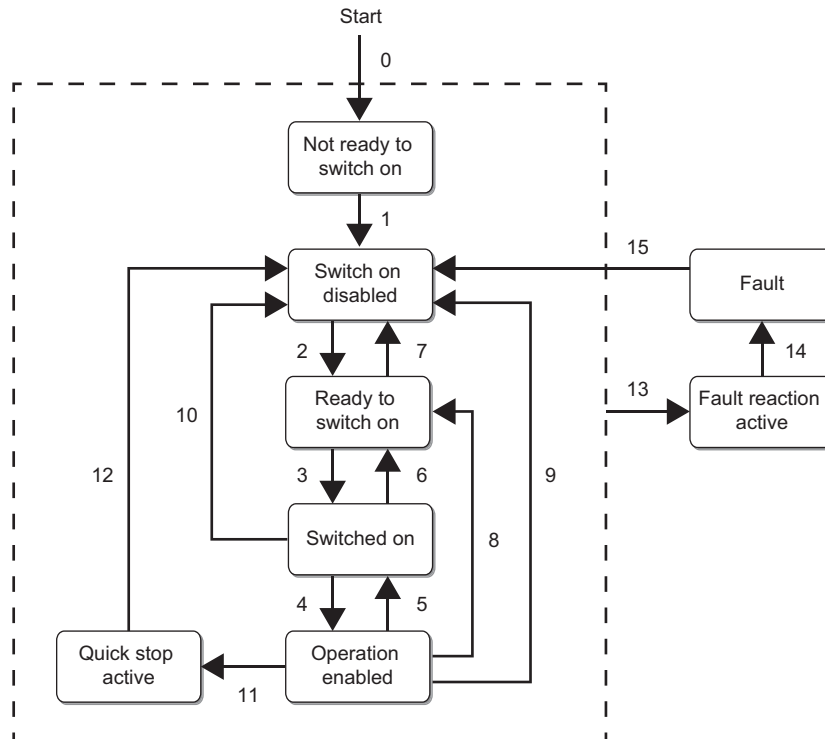 Start
0
Not ready to
switch on
1
Switch on
disabled
15
Fault
2
7
14
10
Ready to
switch on
13
Fault reaction
active
12
3
6
9
Switched on
8
4
5
Quick stop
active
11
Operation
enabled